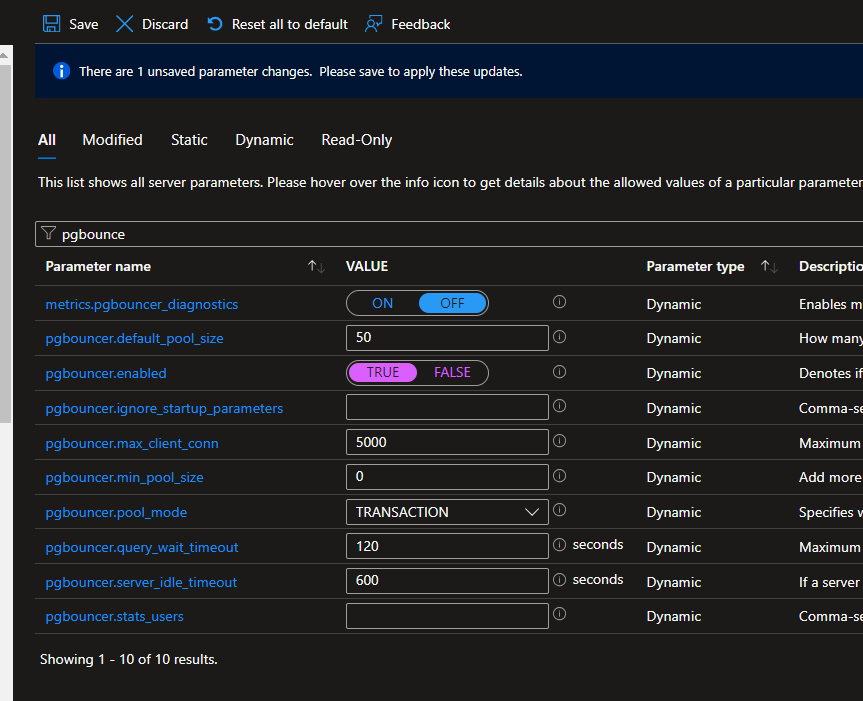 Save Discard Reset all to default Feedback
There are 1 unsaved parameter changes. Please save to apply these updates.
All Modified Static Dynamic Read-Only
This list shows all server parameters. Please hover over the info icon to get details about the allowed values of a particular parameter
pgbounce
Parameter name VALUE Parameter type Descriptio
metrics.pgbouncer_diagnostics ON OFF Dynamic Enables m
pgbouncer.default_pool_size 50 Dynamic How many
pgbouncer.enabled TRUE FALSE Dynamic Denotes if
pgbouncer.ignore_startup_parameters Dynamic Comma-se
pgbouncer.max_client_conn 5000 Dynamic Maximum
pgbouncer.min_pool_size 0 Dynamic Add more
pgbouncer.pool_mode TRANSACTION Dynamic Specifies w
pgbouncer.query_wait_timeout 120 seconds Dynamic Maximum
pgbouncer.server_idle_timeout 600 seconds Dynamic If a server
pgbouncer.stats_users Dynamic Comma-se
Showing 1 - 10 of 10 results.